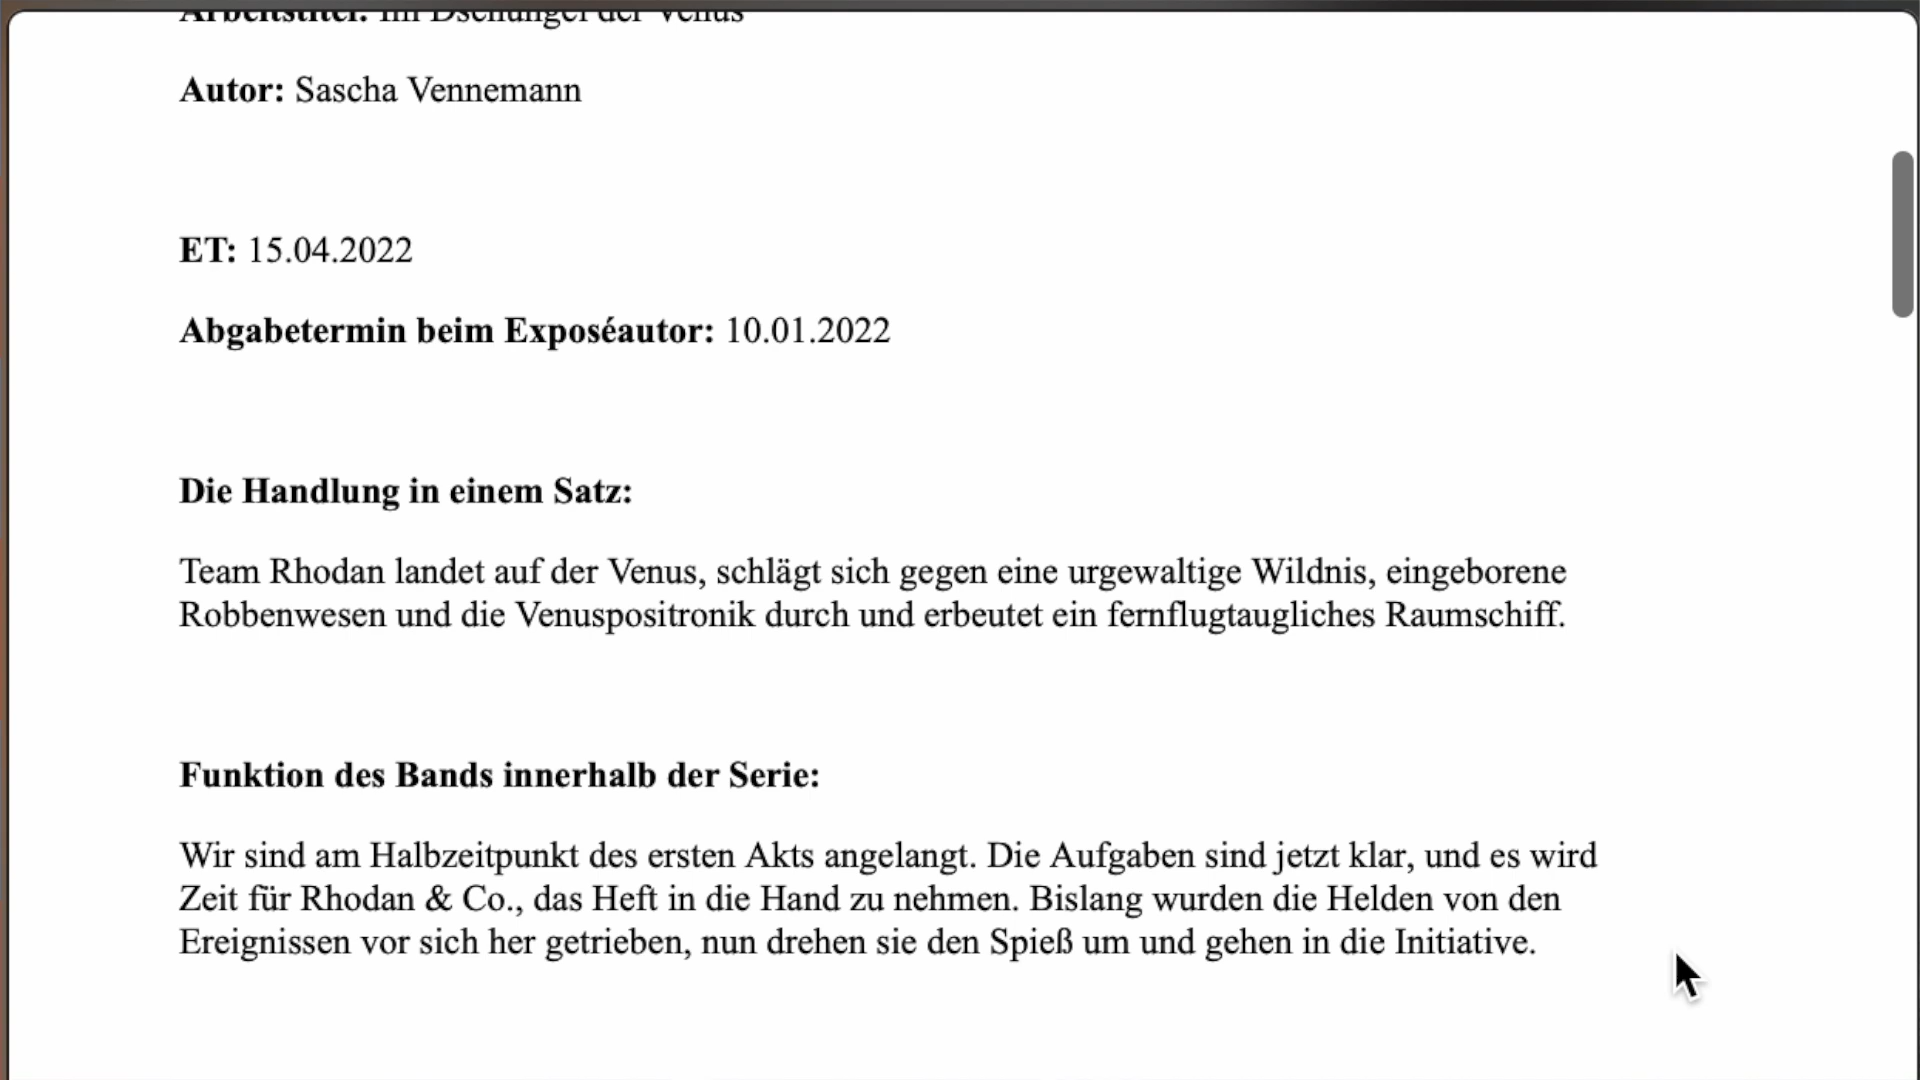 Arbeitstitel: Im Dschungel der Venus
Autor: Sascha Vennemann
ET: 15.04.2022
Abgabetermin beim Exposéautor: 10.01.2022
Die Handlung in einem Satz:
Team Rhodan landet auf der Venus, schlägt sich gegen eine urgewaltige Wildnis, eingeborene
Robbenwesen und die Venuspositronik durch und erbeutet ein fernflugtaugliches Raumschiff.
Funktion des Bands innerhalb der Serie:
Wir sind am Halbzeitpunkt des ersten Akts angelangt. Die Aufgaben sind jetzt klar, und es wird
Zeit für Rhodan & Co., das Heft in die Hand zu nehmen. Bislang wurden die Helden von den
Ereignissen vor sich her getrieben, nun drehen sie den Spieß um und gehen in die Initiative.